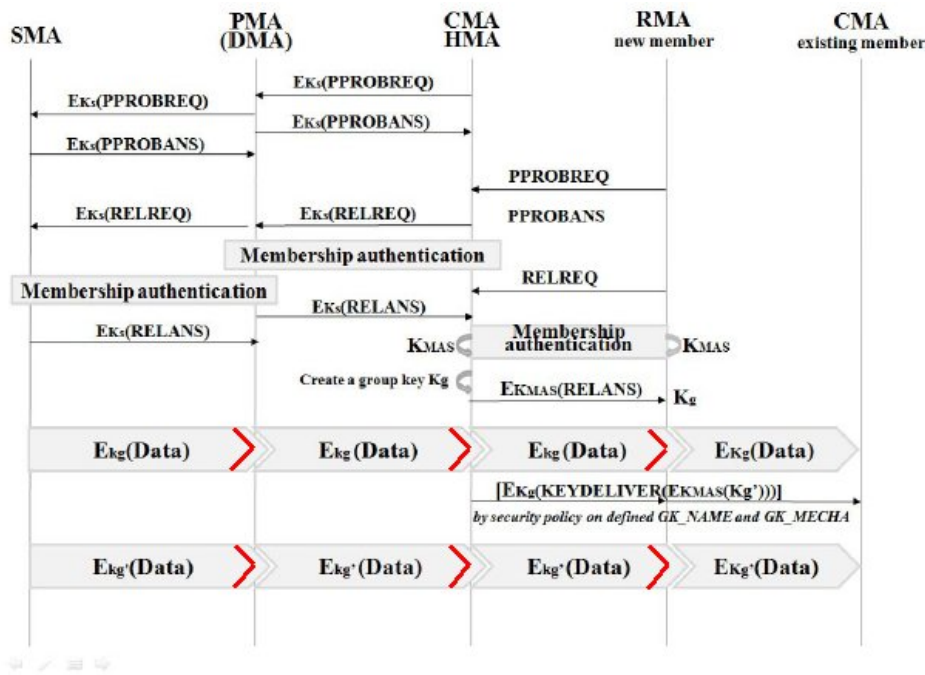 SMA
PMA
(DMA)
CMA
HMA
RMA
new member
CMA
existing member
EKs(PPROBREQ)
EKs(PPROBREQ)
EKs(PPROBANS)
EKs(PPROBANS)
PPROBREQ
EKs(RELREQ)
EKs(RELREQ)
PPROBANS
Membership authentication
RELREQ
Membership authentication
EKs(RELANS)
EKs(RELANS)
Membership
authentication
KMAS
KMAS
Create a group key Kg
EKMAS(RELANS)
Kg
Ekg(Data)
Ekg(Data)
Ekg(Data)
EKg(Data)
[EKg(KEYDELIVER(EKMAS(Kg’)))]
by security policy on defined GK_NAME and GK_MECHA
Ekg’(Data)
Ekg’(Data)
Ekg’(Data)
EKg’(Data)